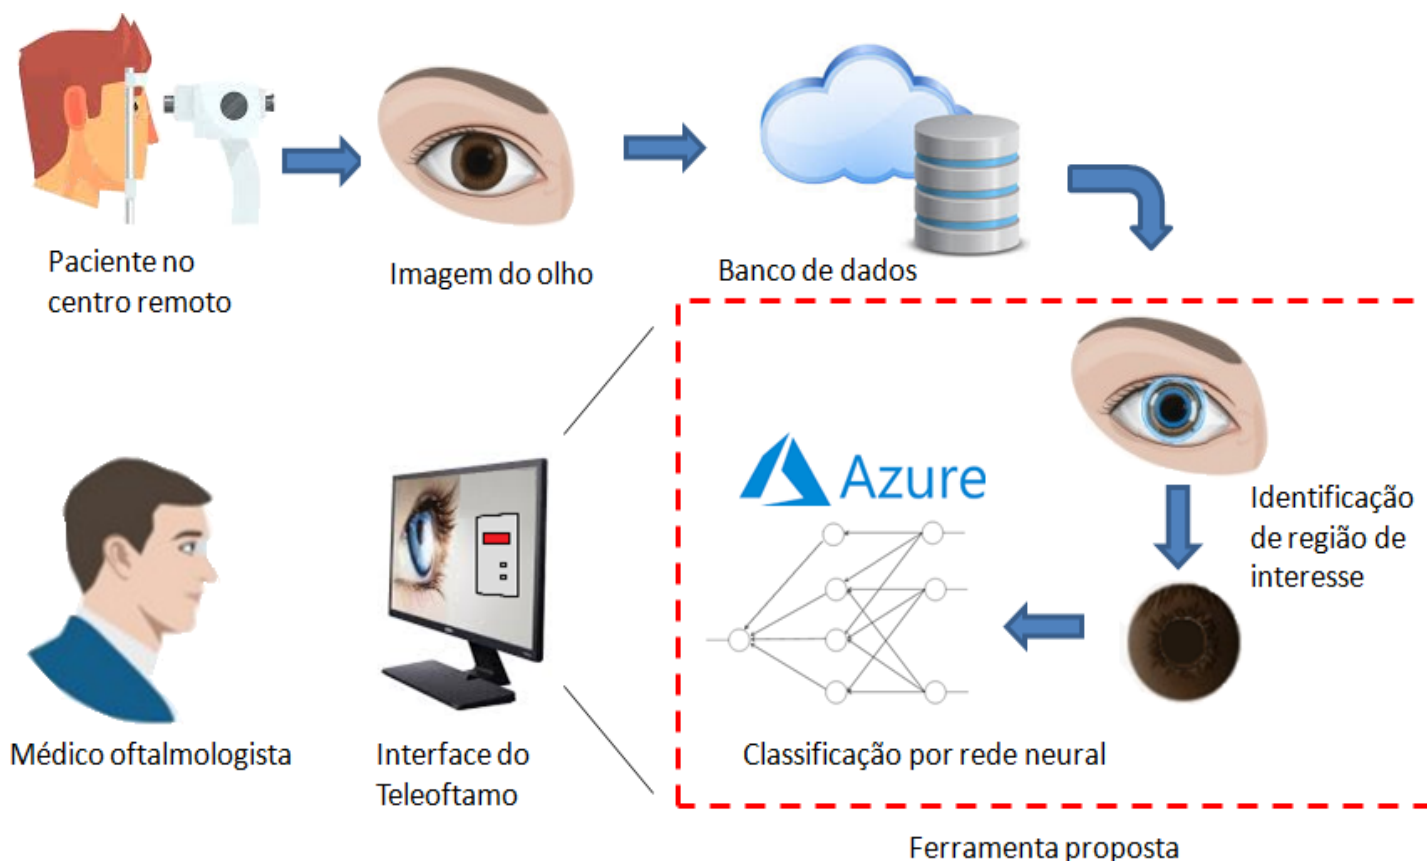 Paciente no
centro remoto
Imagem do olho
Banco de dados
Azure
Identificação
de região de
interesse
Médico oftalmologista
Interface do
Teleoftamo
Classificação por rede neural
Ferramenta proposta